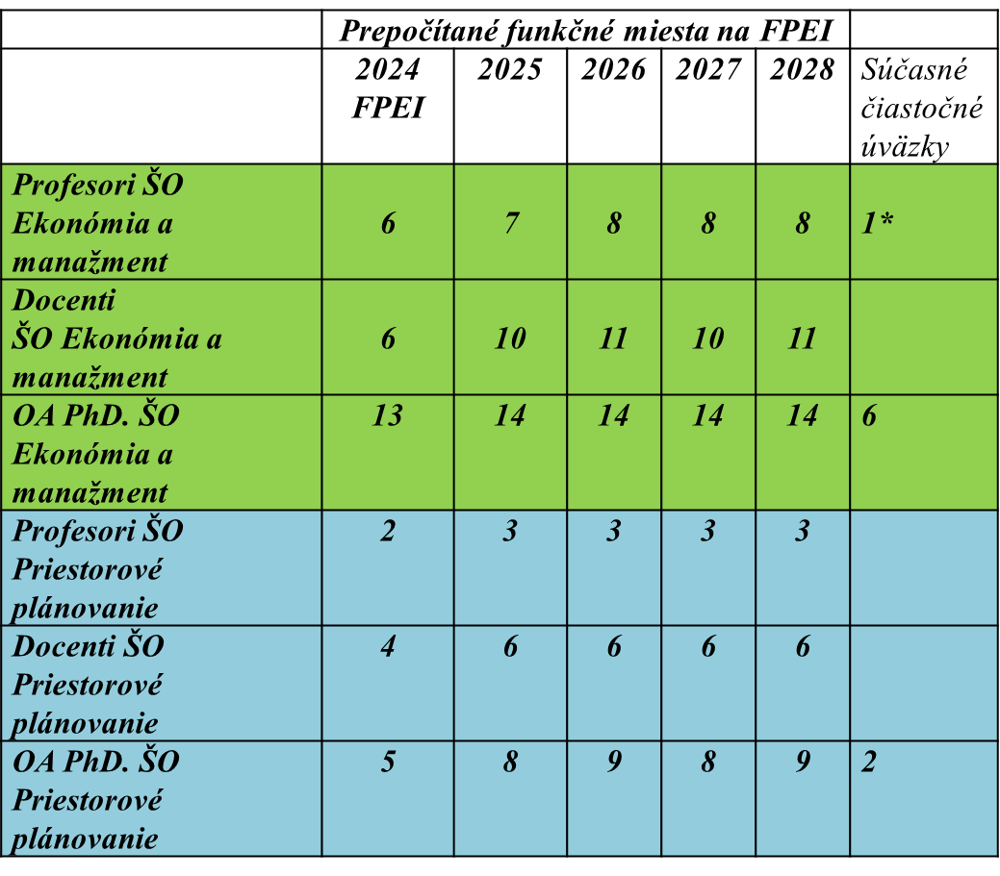 Prepočítané funkčné miesta na FPEI
2024 2025 2026 2027 2028 Súčasné
FPEI čiastočné
úväzky
Profesori ŠO
Ekonómia a 6 7 8 8 8 1*
manažment
Docenti
ŠO Ekonómia a 6 10 11 10 11
manažment
OA PhD. ŠO 13 14 14 14 14 6
Ekonómia a
manažment
Profesori ŠO 2 3 3 3 3
Priestorové
plánovanie
Docenti ŠO 4 6 6 6 6
Priestorové
plánovanie
OA PhD. ŠO 5 8 9 8 9 2
Priestorové
plánovanie